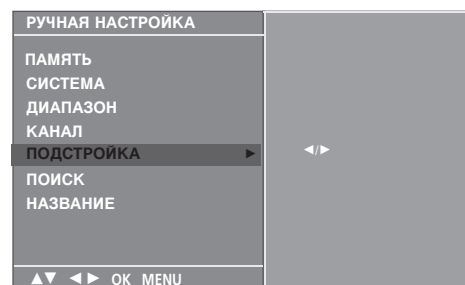 РУЧНАЯ НАСТРОЙКА
ПАМЯТЬ
СИСТЕМА
ДИАПАЗОН
КАНАЛ
ПОДСТРОЙКА ► ◄/►
ПОИСК
НАЗВАНИЕ
▲▼ ◄► OK MENU